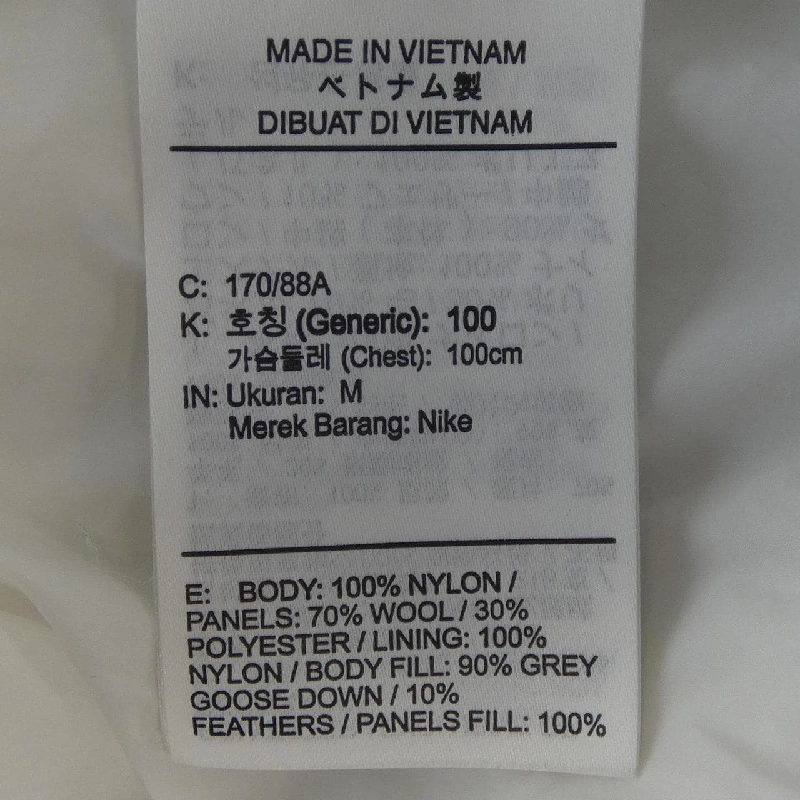 MADE IN VIETNAM
ベトナム製
DIBUAT DI VIETNAM
C: 170/88A
K: 호칭 (Generic): 100
가슴둘레 (Chest): 100cm
IN: Ukuran: M
Merek Barang: Nike
E: BODY: 100% NYLON /
PANELS: 70% WOOL / 30%
POLYESTER / LINING: 100%
NYLON / BODY FILL: 90% GREY
GOOSE DOWN / 10%
FEATHERS / PANELS FILL: 100%